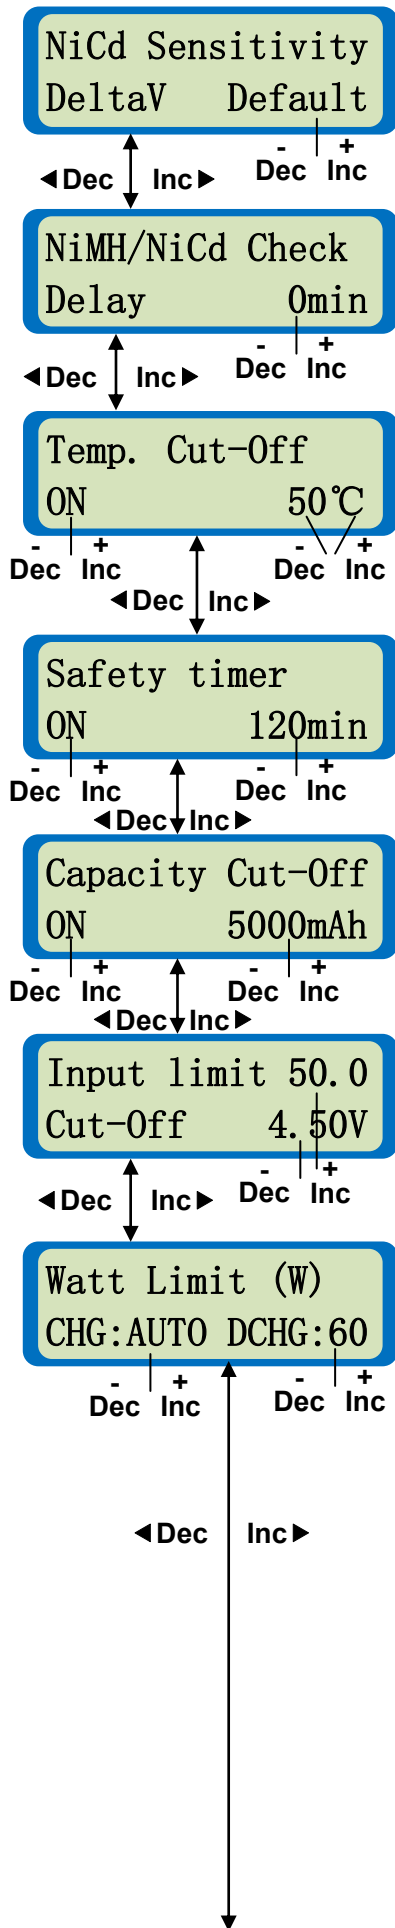 NiCd Sensitivity
DeltaV Default
- +
Dec Inc
◄Dec Inc►
NiMH/NiCd Check
Delay 0min
- +
Dec Inc
◄Dec Inc►
Temp. Cut-Off
ON 50℃
- + - +
Dec Inc Dec Inc
◄Dec Inc►
Safety timer
ON 120min
- + - +
Dec Inc Dec Inc
◄Dec Inc►
Capacity Cut-Off
ON 5000mAh
- + - +
Dec Inc Dec Inc
◄Dec Inc►
Input limit 50.0
Cut-Off 4.50V
- +
Dec Inc
◄Dec Inc►
Watt Limit (W)
CHG:AUTO DCHG:60
- + - +
Dec Inc Dec Inc
◄Dec Inc►